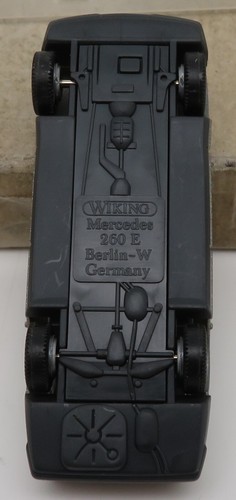 WIKING
Mercedes
260 E
Berlin-W
Germany